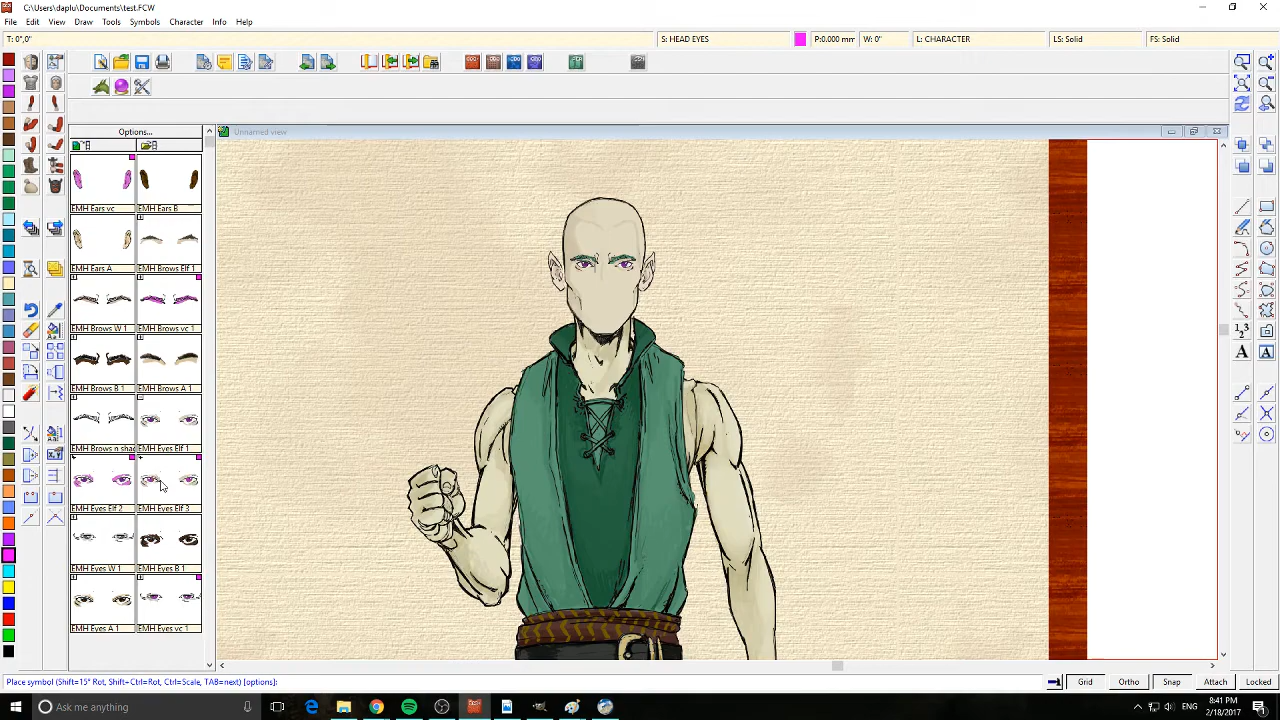 C:\Users\daplu\Documents\test.FCW
File View Draw Tools Symbols Character Info Help
T: 0",0" S: HEAD EYES P:0.000 mm W: 0" L: CHARACTER LS: Solid FS: Solid
Options... Unnamed view
EMH Ears vc EMH Ears B
EMH Ears A EMH Brows Elf 1
EMH Brows W 1 EMH Brows vc 1
EMH Brows B 1 EMH Brows A 1
EMH Brows n shad EMH Eyes Elf 1
EMH Eyes Elf 2 EMH Eyes Elf 3
EMH Eyes W 1 EMH Eyes B 1
EMH Eyes A 1 EMH Eyes vc 1
Place symbol (Shift=15° Rot, Shift+Ctrl=Rot, Ctrl=Scale, TAB=next) [options]: Grid Ortho Snap Attach Locked
Ask me anything ENG 8:41 PM
2/18/2017